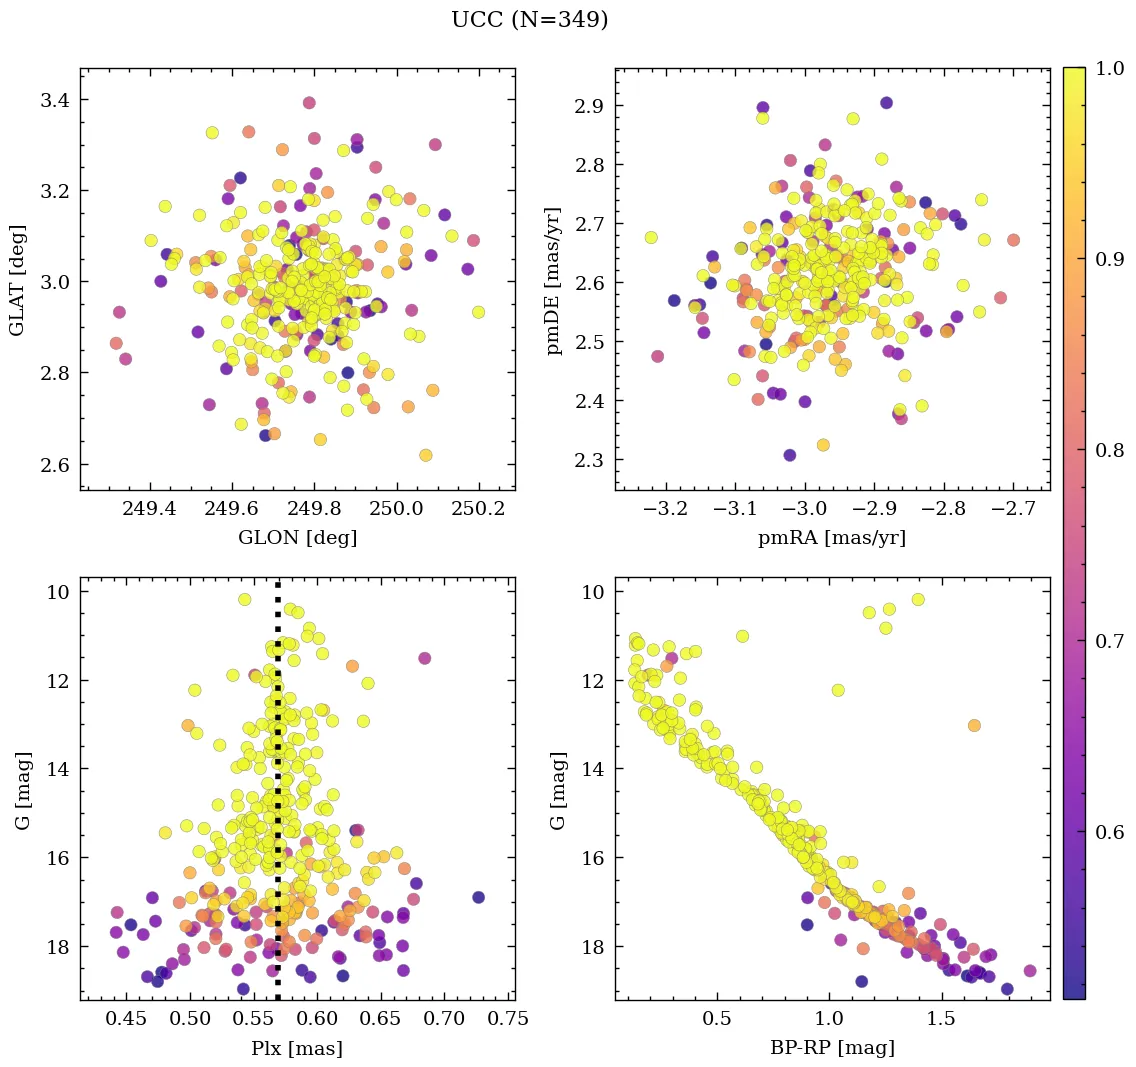 UCC (N=349)
3.4
3.2
3.0
2.8
2.6
GLAT [deg]
249.4 249.6 249.8 250.0 250.2
GLON [deg]
2.9
2.8
2.7
2.6
2.5
2.4
2.3
pmDE [mas/yr]
−3.2 −3.1 −3.0 −2.9 −2.8 −2.7
pmRA [mas/yr]
1.0
0.9
0.8
0.7
0.6
10
12
14
16
18
G [mag]
0.45 0.50 0.55 0.60 0.65 0.70 0.75
Plx [mas]
10
12
14
16
18
G [mag]
0.5 1.0 1.5
BP-RP [mag]